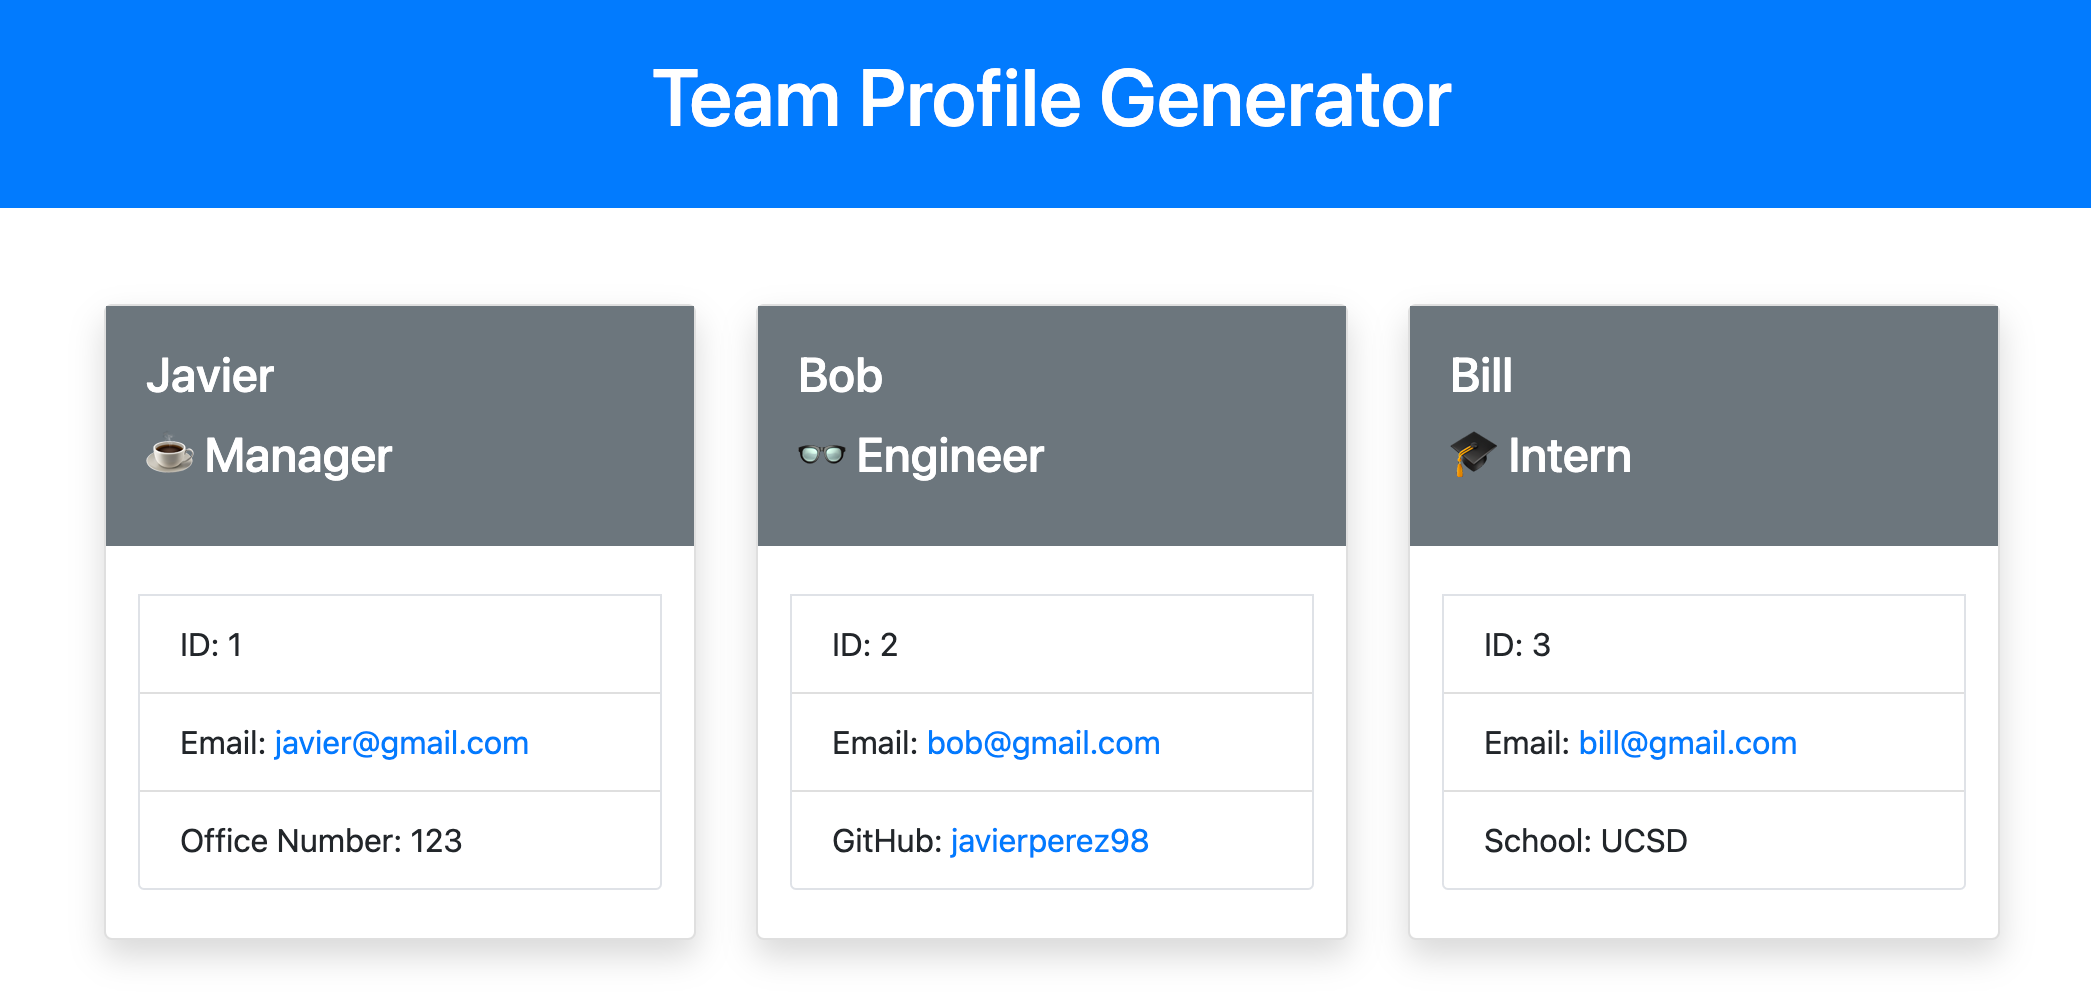 Team Profile Generator
Javier
Manager
ID: 1
Email: javier@gmail.com
Office Number: 123
Bob
Engineer
ID: 2
Email: bob@gmail.com
GitHub: javierperez98
Bill
Intern
ID: 3
Email: bill@gmail.com
School: UCSD